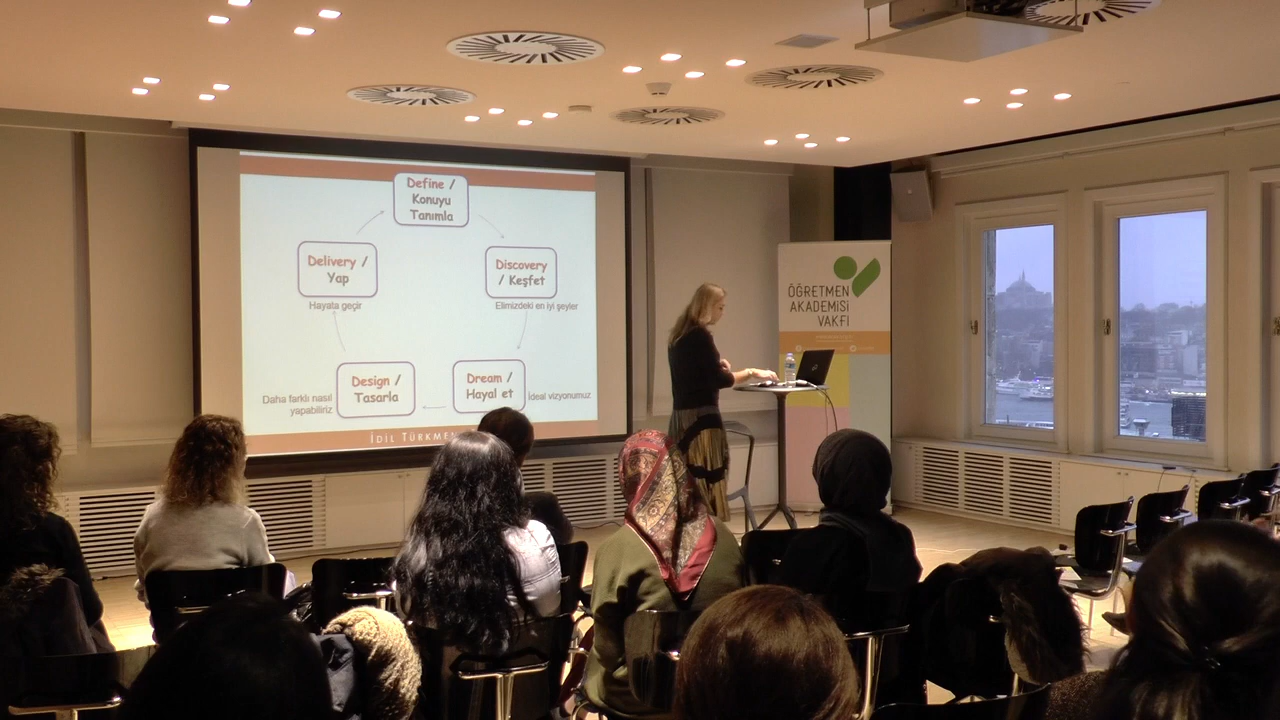 Define /
Konuyu
Tanımla
Delivery /
Yap
Hayata geçir
Discovery
/ Keşfet
Elimizdeki en iyi şeyler
Design /
Tasarla
Daha farklı nasıl
yapabiliriz
Dream /
Hayal et
İdeal vizyonumuz
İDİL TÜRKMEN
ÖĞRETMEN
AKADEMİSİ
VAKFI